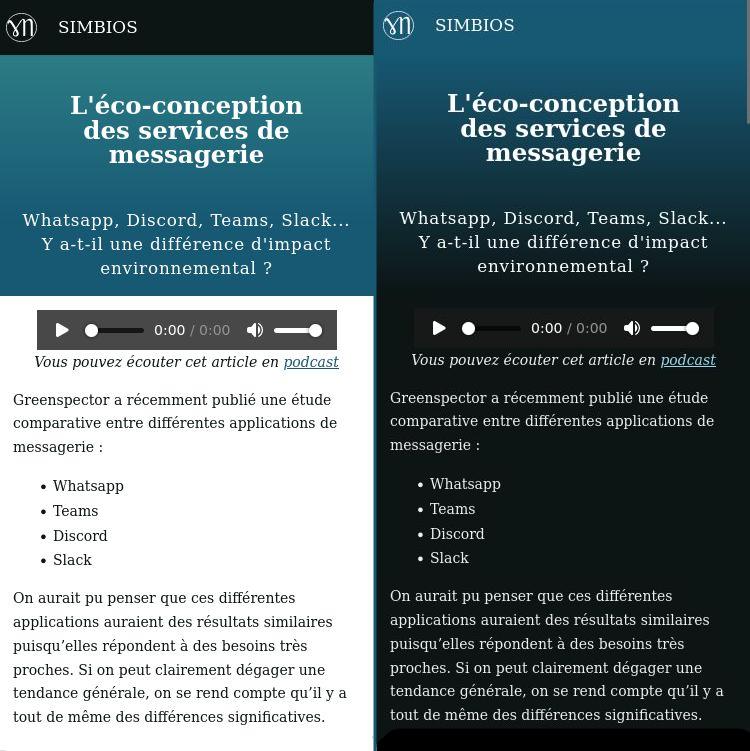 SIMBIOS
L'éco-conception
des services de
messagerie
Whatsapp, Discord, Teams, Slack...
Y a-t-il une différence d'impact
environnemental ?
0:00 / 0:00
Vous pouvez écouter cet article en podcast
Greenspector a récemment publié une étude
comparative entre différentes applications de
messagerie :
• Whatsapp
• Teams
• Discord
• Slack
On aurait pu penser que ces différentes
applications auraient des résultats similaires
puisqu’elles répondent à des besoins très
proches. Si on peut clairement dégager une
tendance générale, on se rend compte qu’il y a
tout de même des différences significatives.
SIMBIOS
L'éco-conception
des services de
messagerie
Whatsapp, Discord, Teams, Slack...
Y a-t-il une différence d'impact
environnemental ?
0:00 / 0:00
Vous pouvez écouter cet article en podcast
Greenspector a récemment publié une étude
comparative entre différentes applications de
messagerie :
• Whatsapp
• Teams
• Discord
• Slack
On aurait pu penser que ces différentes
applications auraient des résultats similaires
puisqu’elles répondent à des besoins très
proches. Si on peut clairement dégager une
tendance générale, on se rend compte qu’il y a
tout de même des différences significatives.